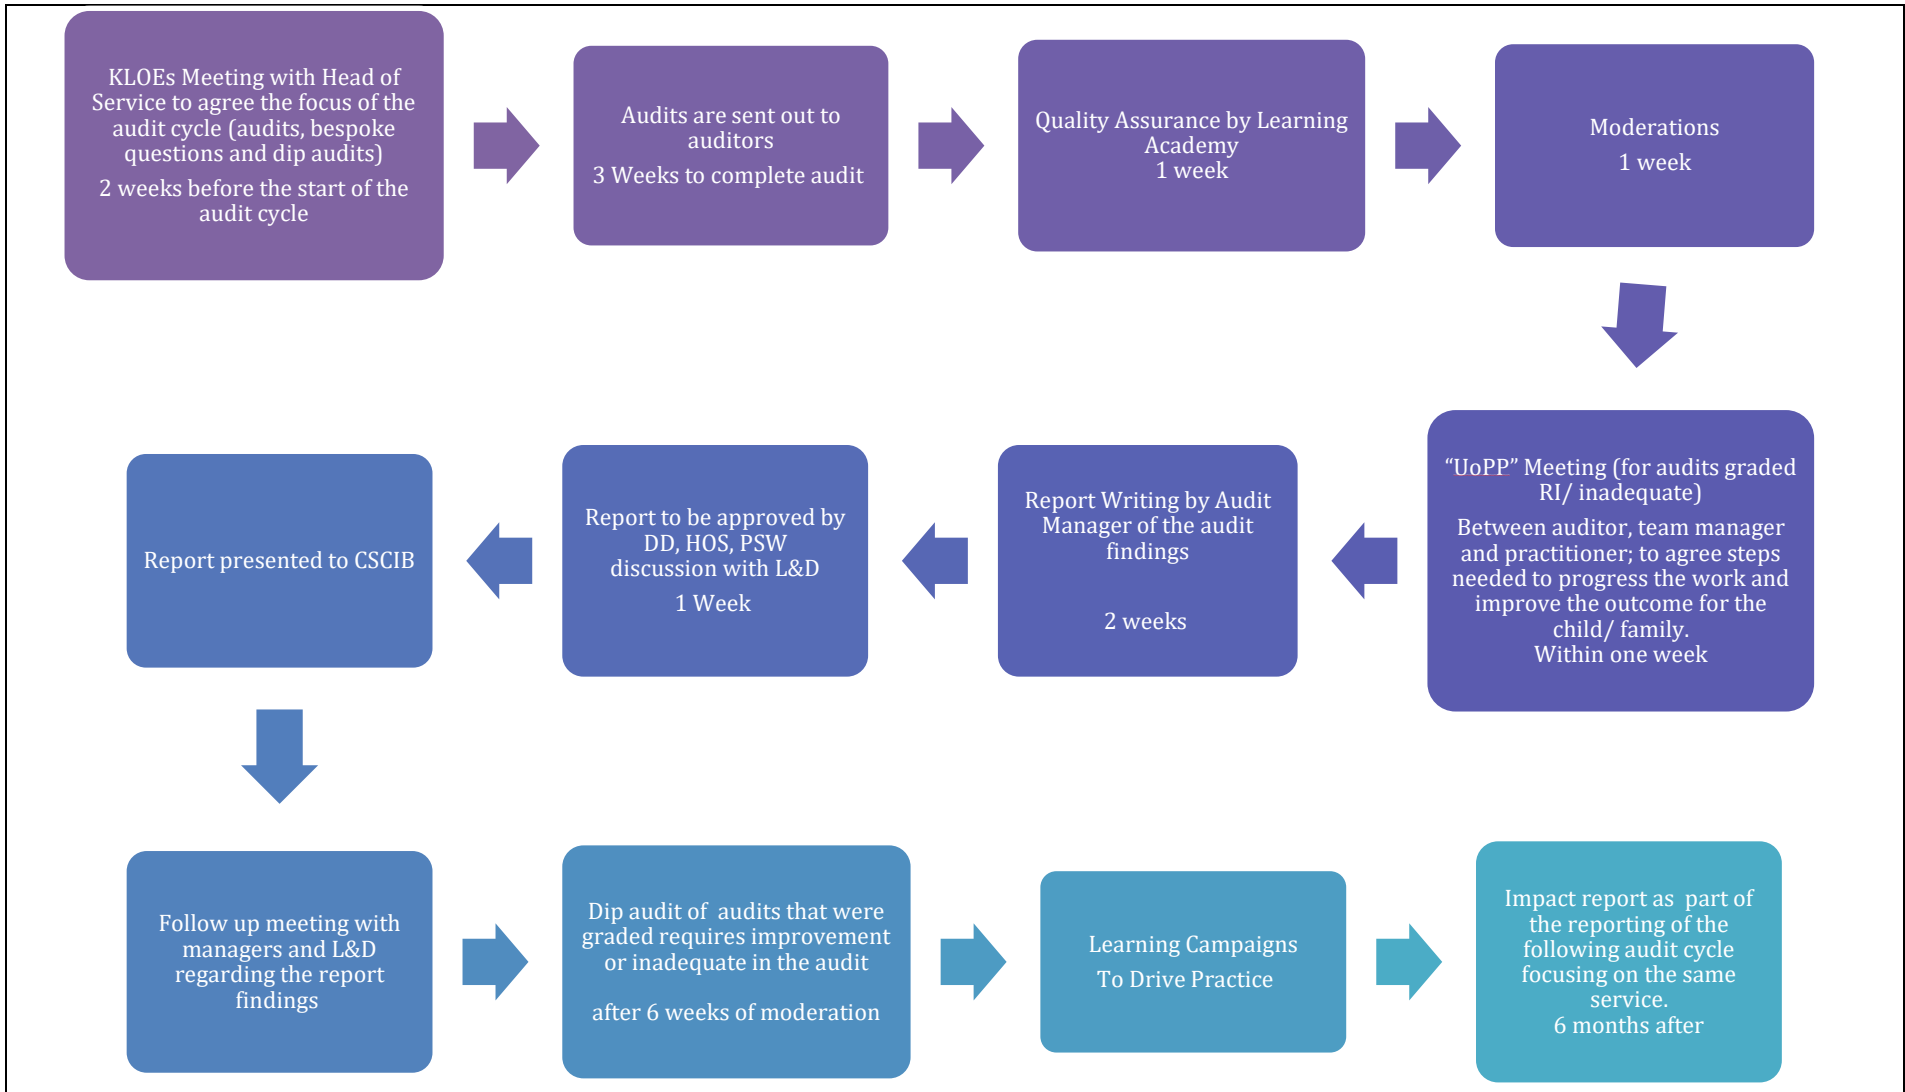 KLOEs Meeting with Head of
Service to agree the focus of the
audit cycle (audits, bespoke
questions and dip audits)
2 weeks before the start of the
audit cycle
Audits are sent out to
auditors
3 Weeks to complete audit
Quality Assurance by Learning
Academy
1 week
Moderations
1 week
“UoPP” Meeting (for audits graded
RI/ inadequate)
Between auditor, team manager
and practitioner; to agree steps
needed to progress the work and
improve the outcome for the
child/ family.
Within one week
Report Writing by Audit
Manager of the audit
findings
2 weeks
Report to be approved by
DD, HOS, PSW
discussion with L&D
1 Week
Report presented to CSCIB
Follow up meeting with
managers and L&D
regarding the report
findings
Dip audit of audits that were
graded requires improvement
or inadequate in the audit
after 6 weeks of moderation
Learning Campaigns
To Drive Practice
Impact report as part of
the reporting of the
following audit cycle
focusing on the same
service.
6 months after